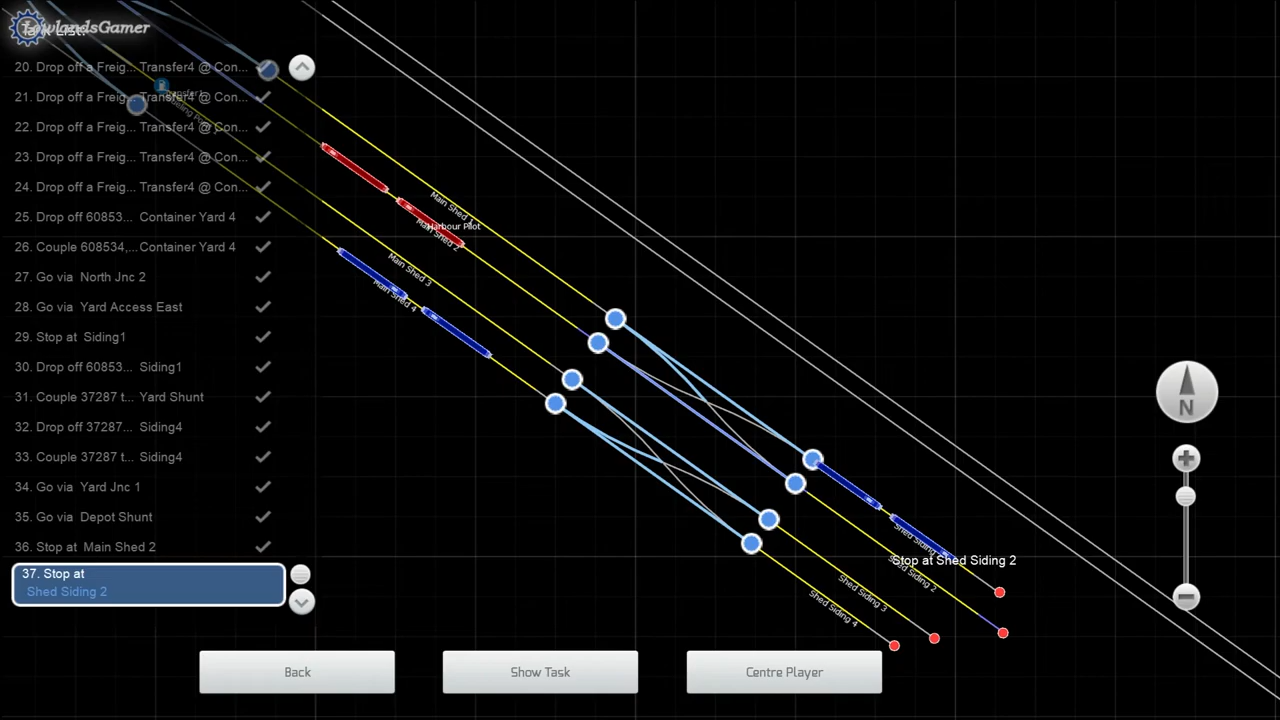 LowlandsGamer
Task List:
20. Drop off a Freig... Transfer4 @ Con...
21. Drop off a Freig... Transfer4 @ Con...
22. Drop off a Freig... Transfer4 @ Con...
23. Drop off a Freig... Transfer4 @ Con...
24. Drop off a Freig... Transfer4 @ Con...
25. Drop off 60853... Container Yard 4
26. Couple 608534,... Container Yard 4
27. Go via North Jnc 2
28. Go via Yard Access East
29. Stop at Siding1
30. Drop off 60853... Siding1
31. Couple 37287 t... Yard Shunt
32. Drop off 37287... Siding4
33. Couple 37287 t... Siding4
34. Go via Yard Jnc 1
35. Go via Depot Shunt
36. Stop at Main Shed 2
37. Stop at
Shed Siding 2
Main Shed 1
Harbour Pilot
Main Shed 2
Main Shed 3
Main Shed 4
N
Shed Siding
Stop at Shed Siding 2
Shed Siding 2
Shed Siding 3
Shed Siding 4
Back
Show Task
Centre Player